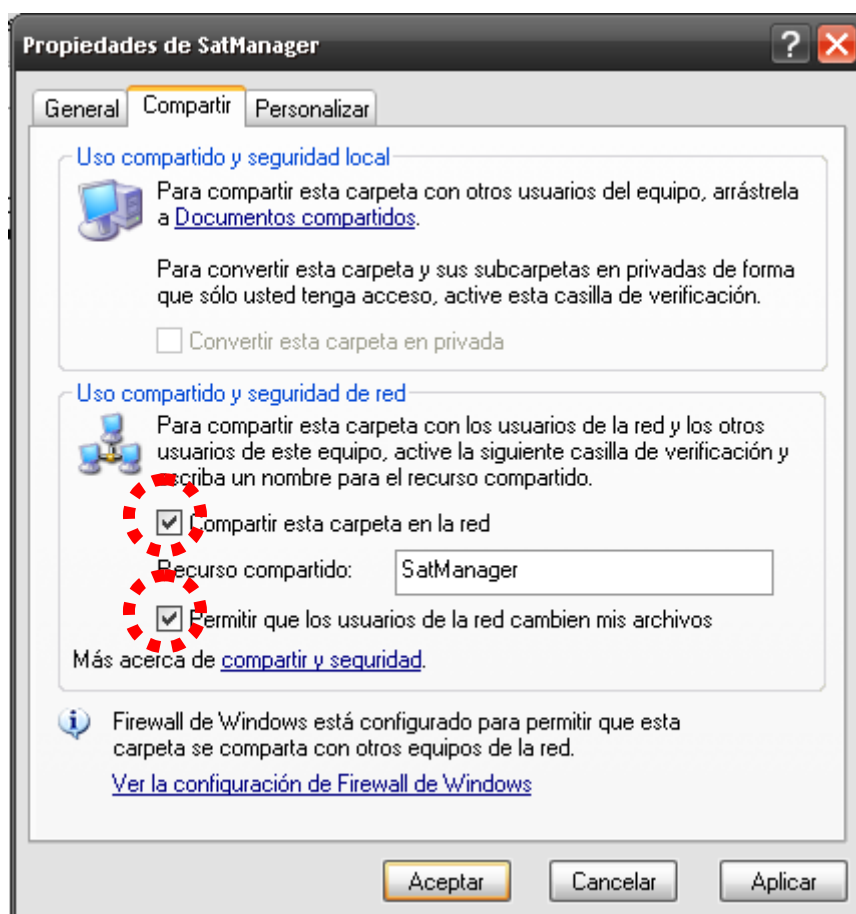 Propiedades de SatManager
General Compartir Personalizar
Uso compartido y seguridad local
Para compartir esta carpeta con otros usuarios del equipo, arrástrela
a Documentos compartidos.
Para convertir esta carpeta y sus subcarpetas en privadas de forma
que sólo usted tenga acceso, active esta casilla de verificación.
Convertir esta carpeta en privada
Uso compartido y seguridad de red
Para compartir esta carpeta con los usuarios de la red y los otros
usuarios de este equipo, active la siguiente casilla de verificación y
escriba un nombre para el recurso compartido.
Compartir esta carpeta en la red
Recurso compartido: SatManager
Permitir que los usuarios de la red cambien mis archivos
Más acerca de compartir y seguridad.
Firewall de Windows está configurado para permitir que esta
carpeta se comparta con otros equipos de la red.
Ver la configuración de Firewall de Windows
Aceptar Cancelar Aplicar